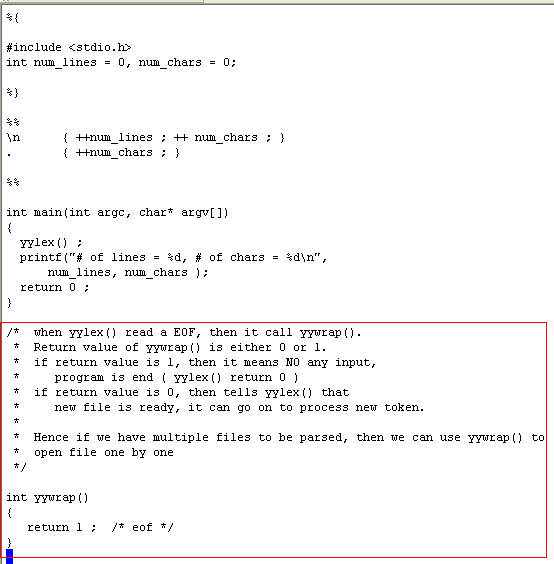 %{
#include <stdio.h>
int num_lines = 0, num_chars = 0;
%}
%%
\n      { ++num_lines ; ++ num_chars ; }
.       { ++num_chars ; }
%%
int main(int argc, char* argv[])
{
  yylex() ;
  printf("# of lines = %d, # of chars = %d\n",
      num_lines, num_chars );
  return 0 ;
}
/*  when yylex() read a EOF, then it call yywrap().
 *  Return value of yywrap() is either 0 or 1.
 *  if return value is 1, then it means NO any input,
 *     program is end ( yylex() return 0 )
 *  if return value is 0, then tells yylex() that
 *     new file is ready, it can go on to process new token.
 *
 *  Hence if we have multiple files to be parsed, then we can use yywrap() to
 *  open file one by one
 */
int yywrap()
{
   return 1 ;  /* eof */
}